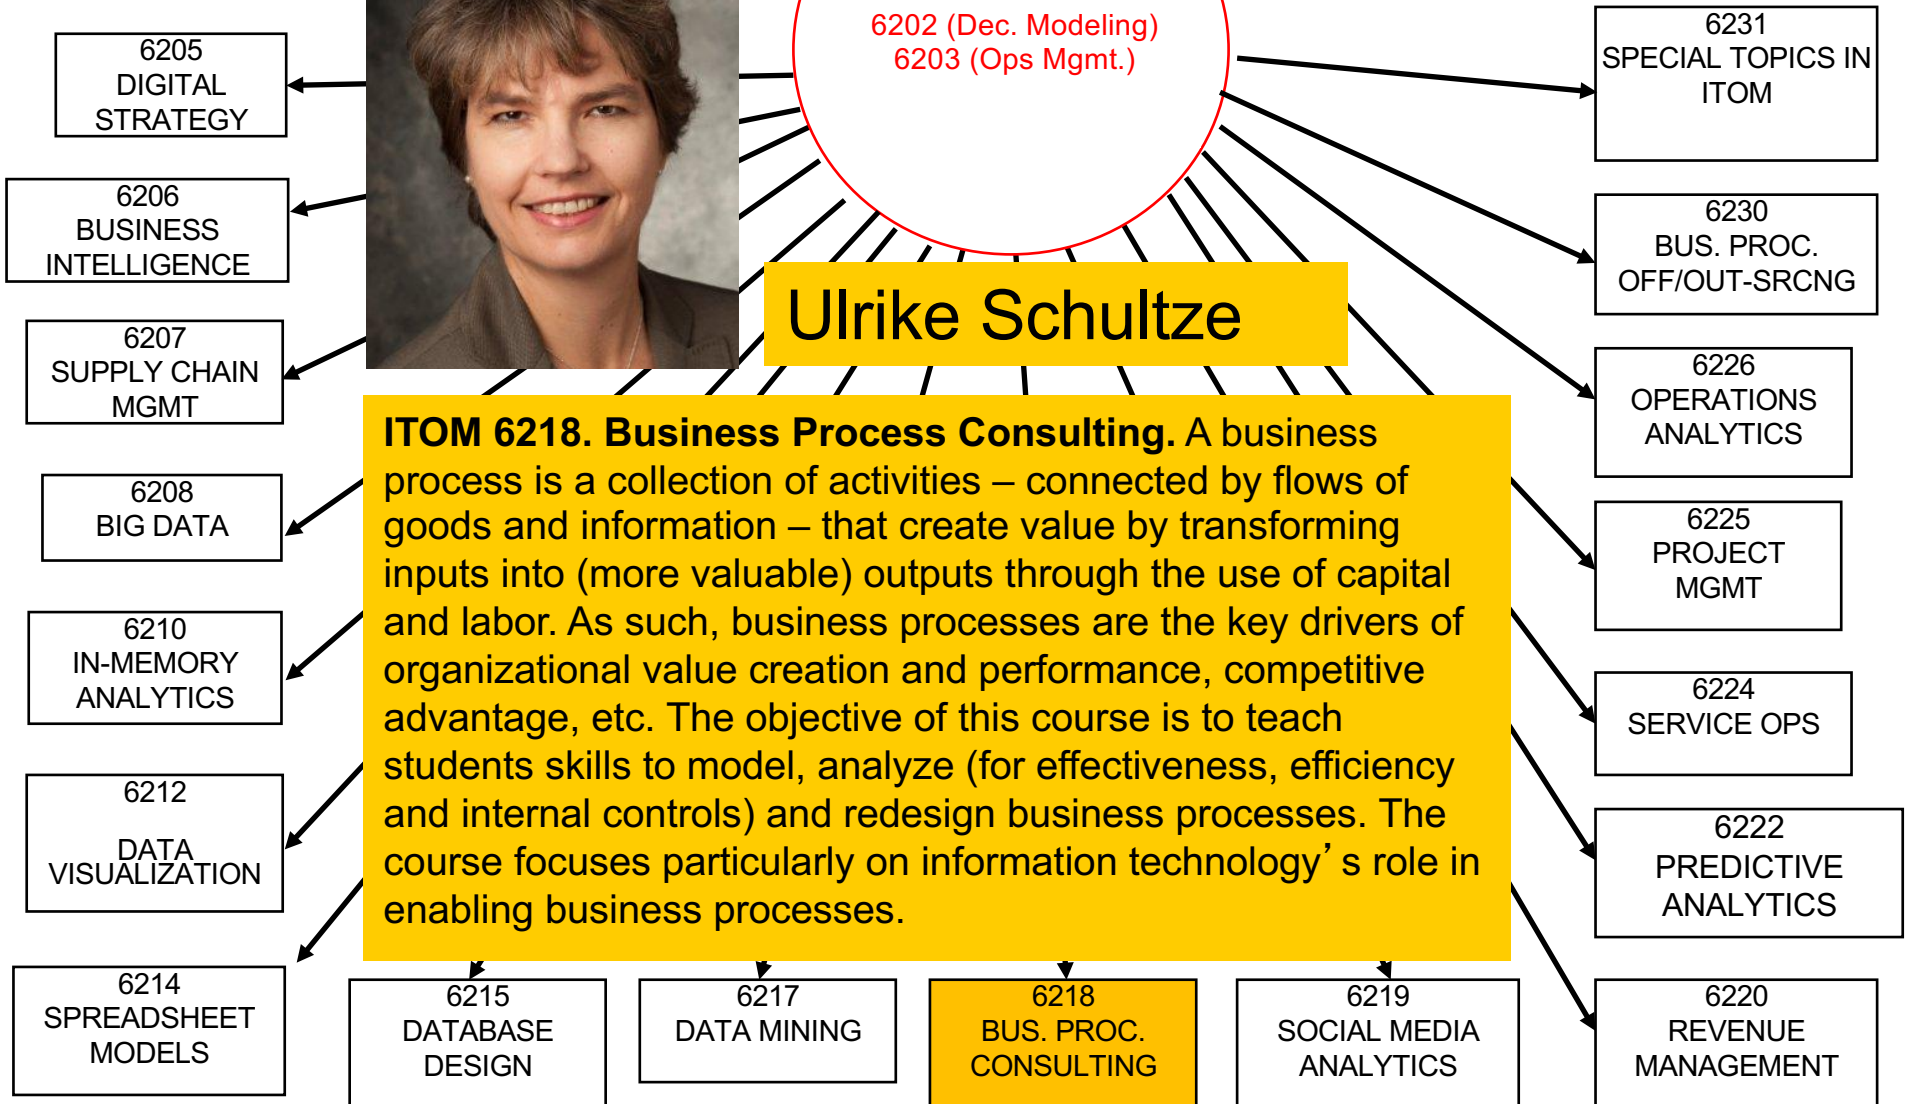 6202 (Dec. Modeling)
6203 (Ops Mgmt.)
6205
DIGITAL
STRATEGY
6206
BUSINESS
INTELLIGENCE
6207
SUPPLY CHAIN
MGMT
6208
BIG DATA
6210
IN-MEMORY
ANALYTICS
6212
DATA
VISUALIZATION
6214
SPREADSHEET
MODELS
Ulrike Schultze
ITOM 6218. Business Process Consulting. A business
process is a collection of activities – connected by flows of
goods and information – that create value by transforming
inputs into (more valuable) outputs through the use of capital
and labor. As such, business processes are the key drivers of
organizational value creation and performance, competitive
advantage, etc. The objective of this course is to teach
students skills to model, analyze (for effectiveness, efficiency
and internal controls) and redesign business processes. The
course focuses particularly on information technology’s role in
enabling business processes.
6215
DATABASE
DESIGN
6217
DATA MINING
6218
BUS. PROC.
CONSULTING
6219
SOCIAL MEDIA
ANALYTICS
6231
SPECIAL TOPICS IN
ITOM
6230
BUS. PROC.
OFF/OUT-SRCNG
6226
OPERATIONS
ANALYTICS
6225
PROJECT
MGMT
6224
SERVICE OPS
6222
PREDICTIVE
ANALYTICS
6220
REVENUE
MANAGEMENT